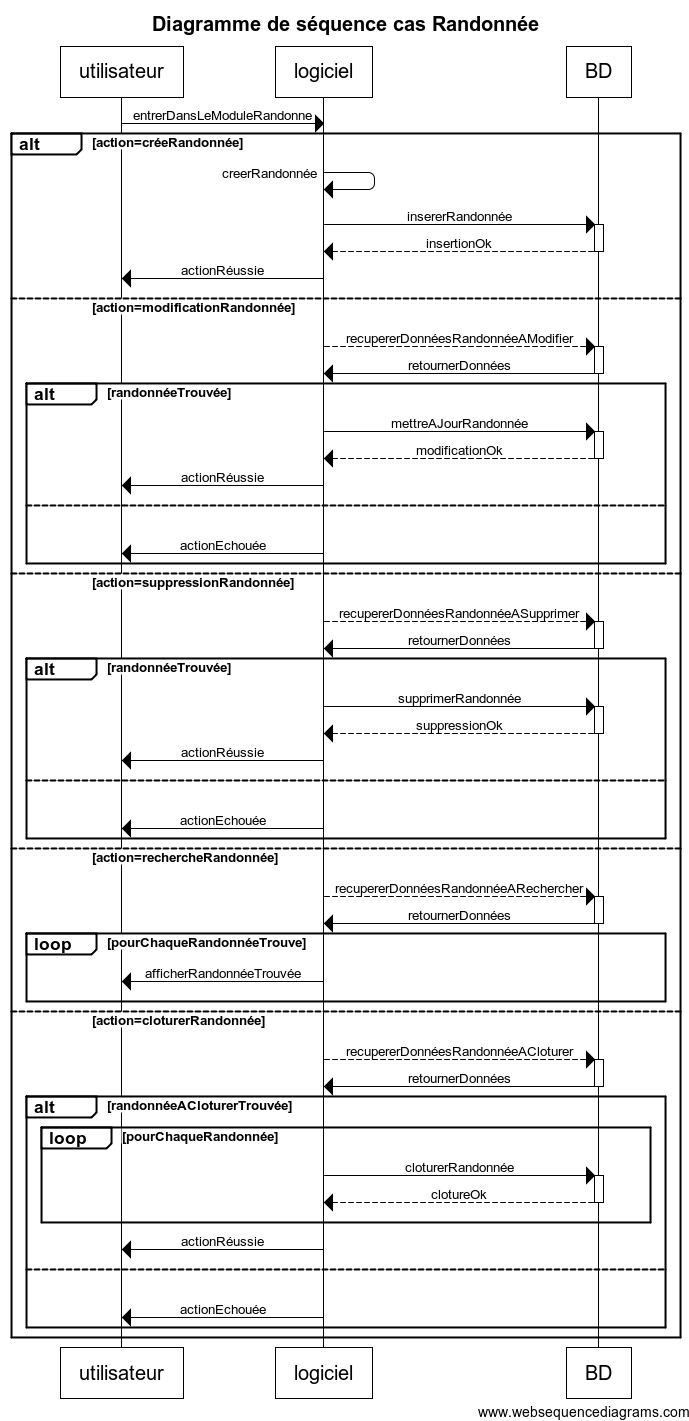 Diagramme de séquence cas Randonnée
utilisateur
logiciel
BD
entrerDansLeModuleRandonne
alt
[action=créeRandonnée]
creerRandonnée
insererRandonnée
insertionOk
actionRéussie
[action=modificationRandonnée]
recupererDonnéesRandonnéeAModifier
retournerDonnées
alt
[randonnéeTrouvée]
mettreAJourRandonnée
modificationOk
actionRéussie
actionEchouée
[action=suppressionRandonnée]
recupererDonnéesRandonnéeASupprimer
retournerDonnées
alt
[randonnéeTrouvée]
supprimerRandonnée
suppressionOk
actionRéussie
actionEchouée
[action=rechercheRandonnée]
recupererDonnéesRandonnéeARechercher
retournerDonnées
loop
[pourChaqueRandonnéeTrouve]
afficherRandonnéeTrouvée
[action=cloturerRandonnée]
recupererDonnéesRandonnéeACloturer
retournerDonnées
alt
[randonnéeACloturerTrouvée]
loop
[pourChaqueRandonnée]
cloturerRandonnée
clotureOk
actionRéussie
actionEchouée
utilisateur
logiciel
BD
www.websequencediagrams.com